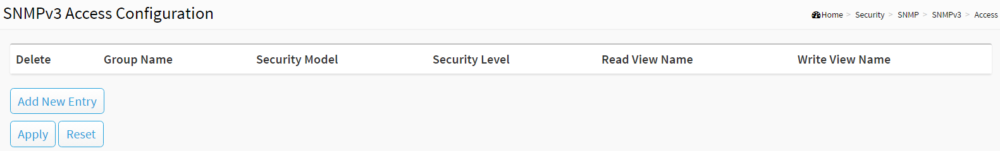 SNMPv3 Access Configuration
Home > Security > SNMP > SNMPv3 > Access
Delete Group Name Security Model Security Level Read View Name Write View Name
Add New Entry
Apply Reset